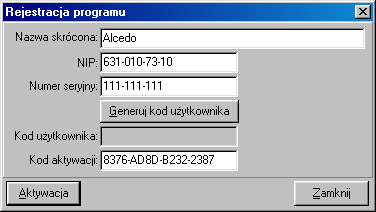 Rejestracja programu
Nazwa skrócona: Alcedo
NIP: 631-010-73-10
Numer seryjny: 111-111-111
Generuj kod użytkownika
Kod użytkownika:
Kod aktywacji: 8376-AD8D-B232-2387
Aktywacja Zamknij